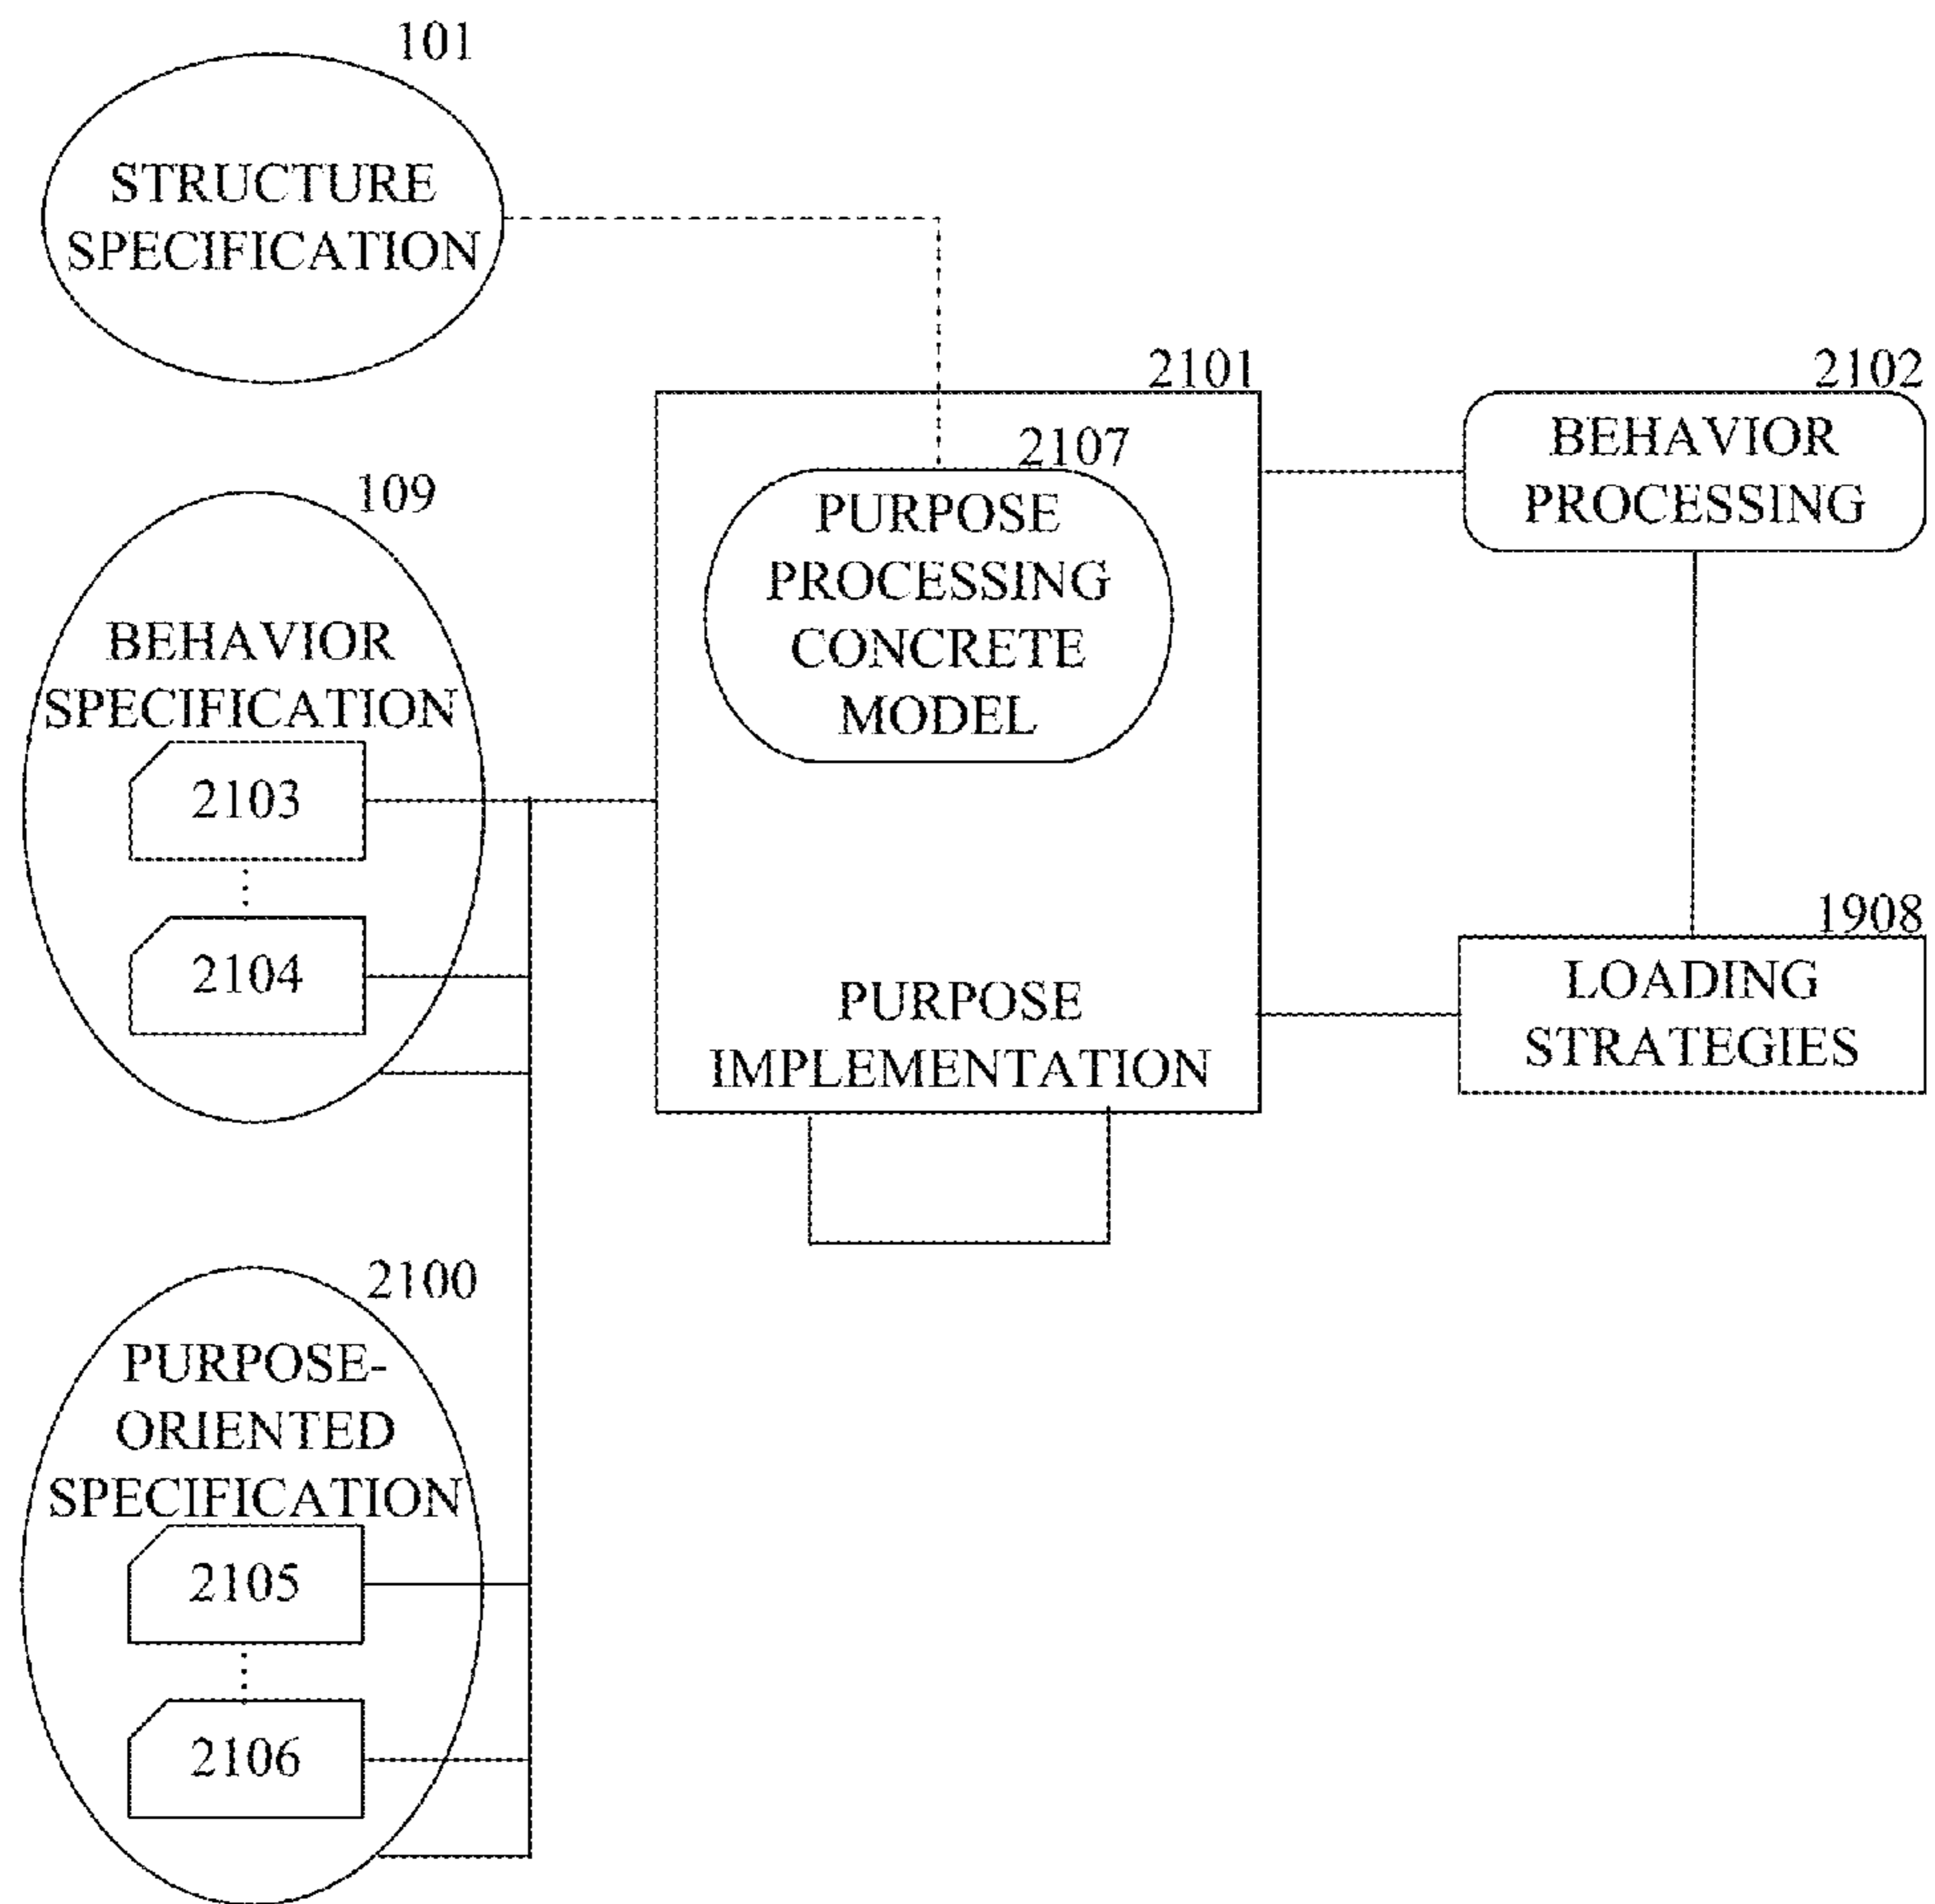 101
STRUCTURE
SPECIFICATION
2101
2107
PURPOSE
PROCESSING
CONCRETE
MODEL
PURPOSE
IMPLEMENTATION
2102
BEHAVIOR
PROCESSING
1908
LOADING
STRATEGIES
109
BEHAVIOR
SPECIFICATION
2103
2104
2100
PURPOSE-
ORIENTED
SPECIFICATION
2105
2106